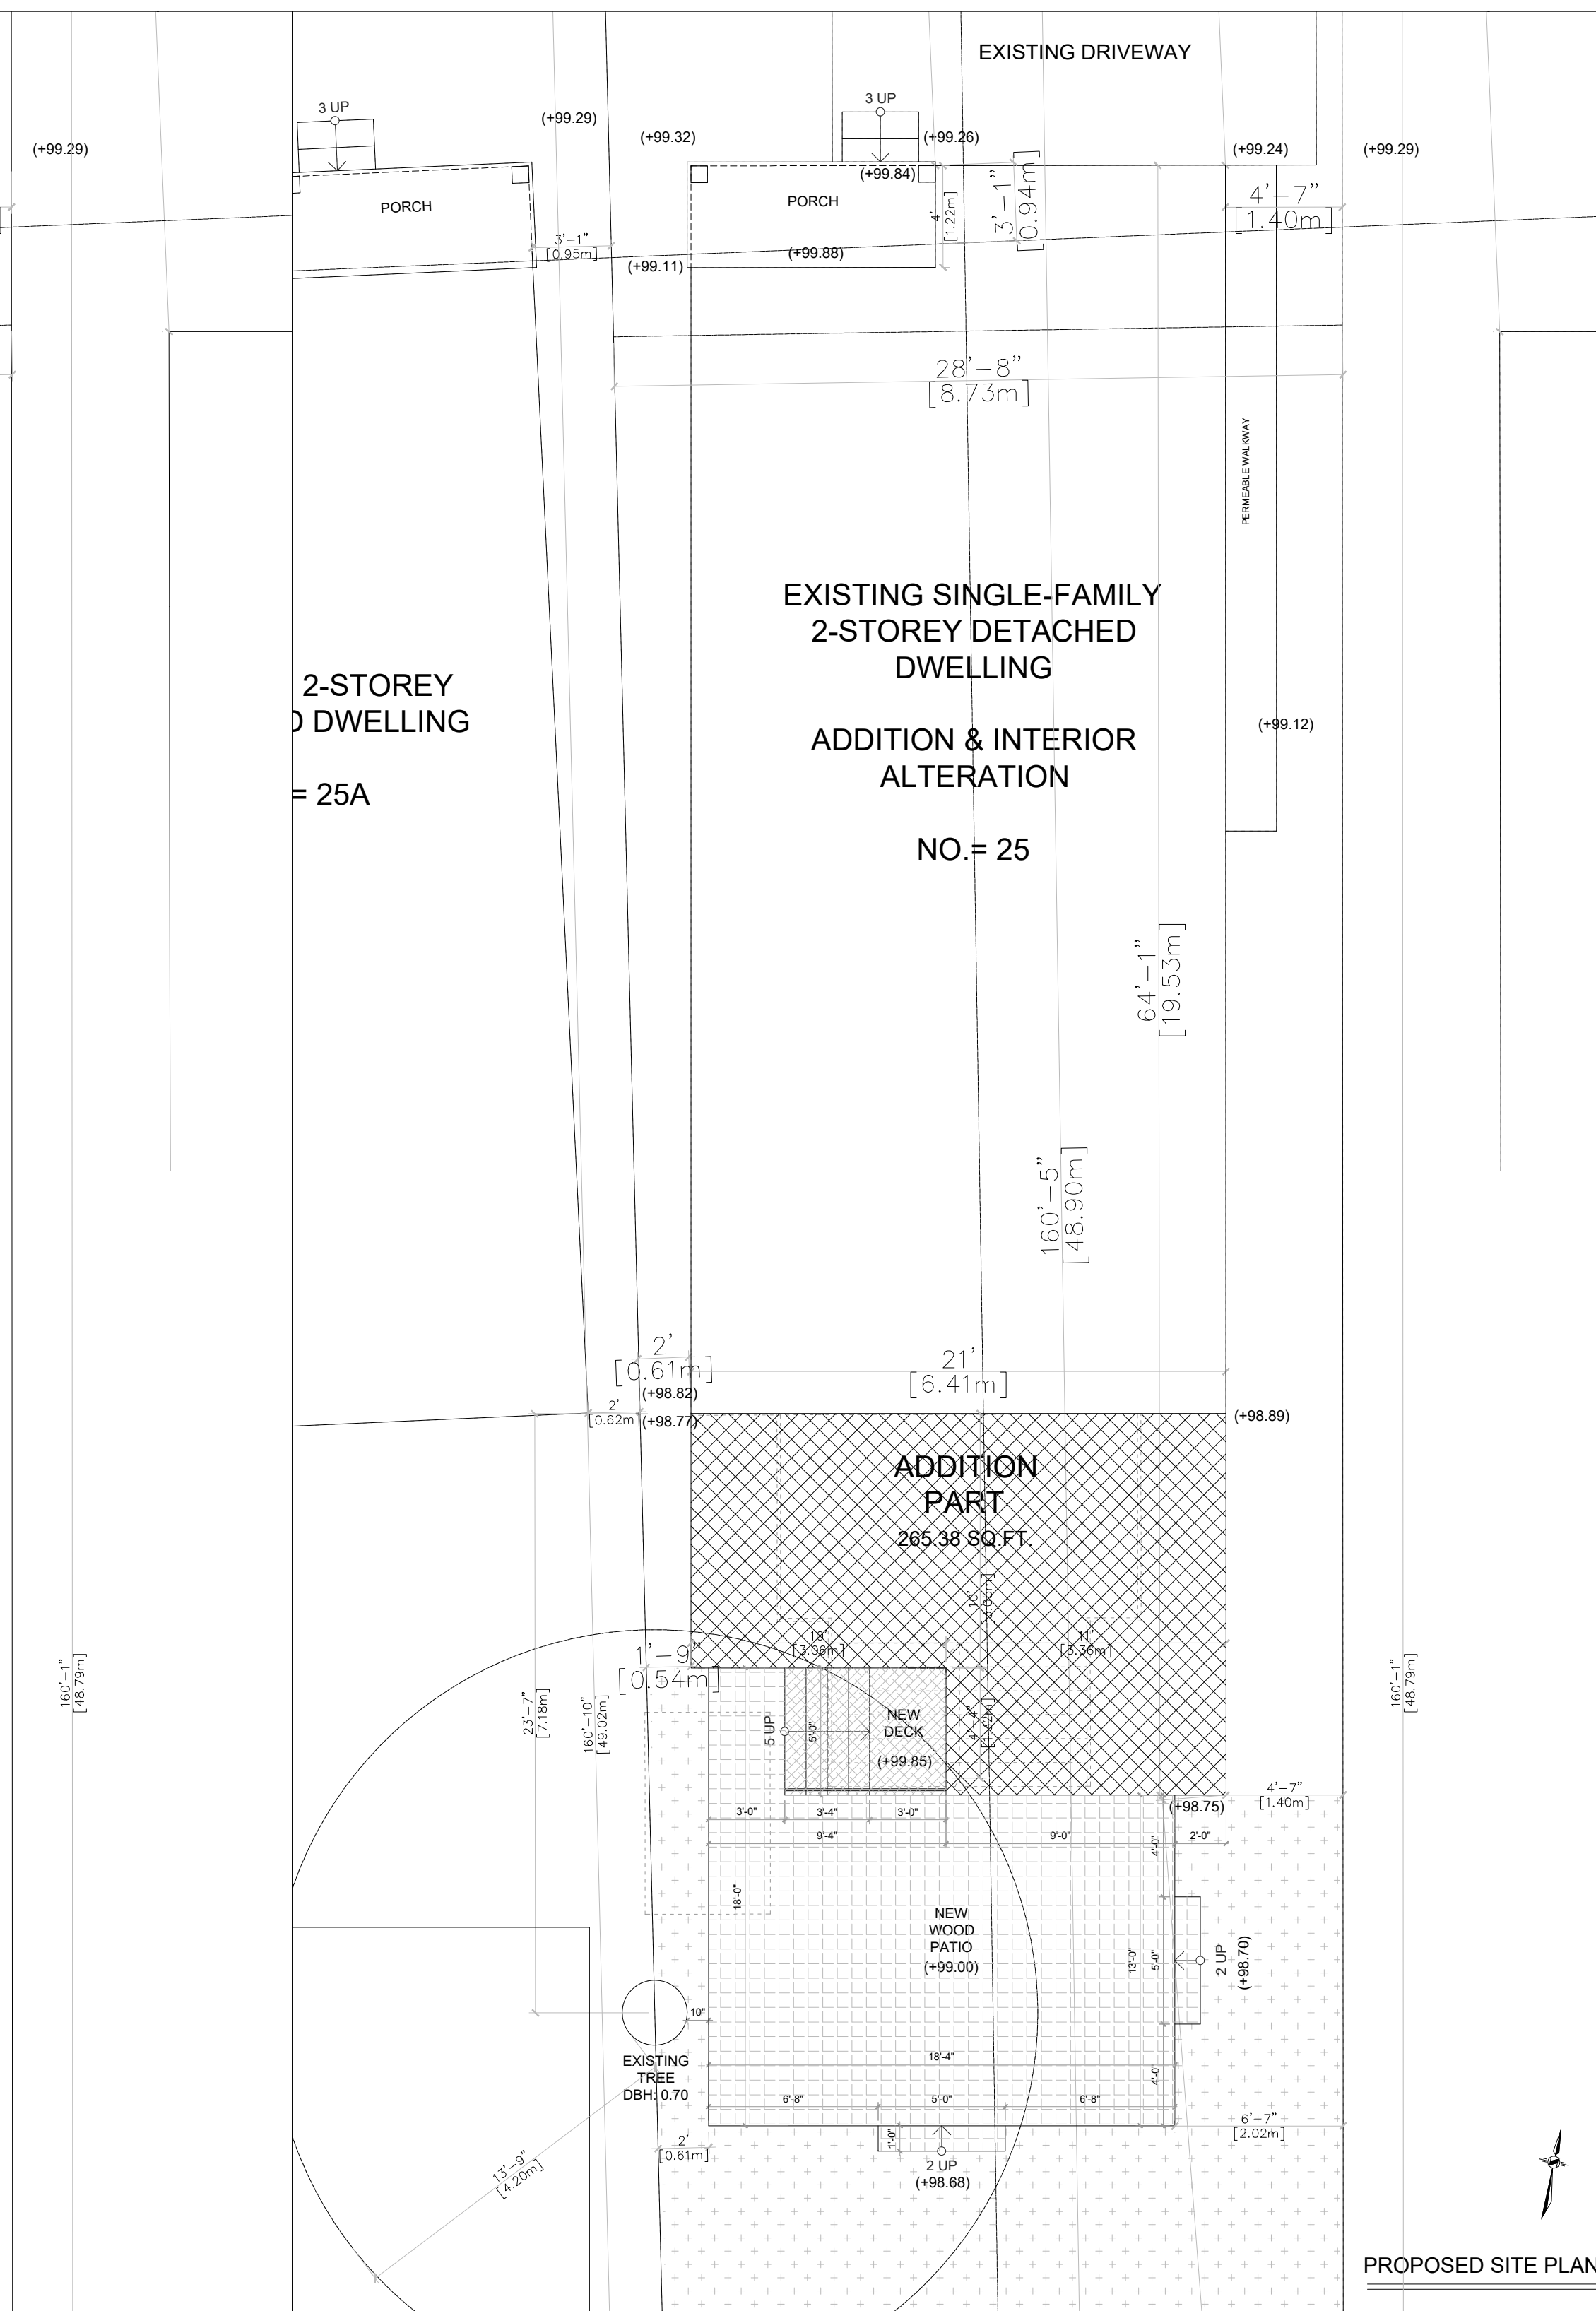 EXISTING DRIVEWAY
3 UP
3 UP
(+99.29)
(+99.32)
(+99.26)
(+99.29)
(+99.24)
(+99.29)
(+99.84)
PORCH
PORCH
4'
[1.22m]
3'-1"
[0.94m]
4'-7"
[1.40m]
3'-1"
[0.95m]
(+99.11)
(+99.88)
28'-8"
[8.73m]
PERMEABLE WALKWAY
EXISTING SINGLE-FAMILY
2-STOREY DETACHED
DWELLING
ADDITION & INTERIOR
ALTERATION
NO.= 25
2-STOREY
D DWELLING
= 25A
(+99.12)
64'-1"
[19.53m]
160'-5"
[48.90m]
2'
[0.61m]
21'
[6.41m]
(+98.82)
2'
[0.62m]
(+98.77)
(+98.89)
ADDITION
PART
265.38 SQ.FT.
10'
[3.06m]
10'
[3.06m]
11'
[3.36m]
1'-9"
[0.54m]
160'-1"
[48.79m]
23'-7"
[7.18m]
160'-10"
[49.02m]
160'-1"
[48.79m]
5 UP
5'-0"
NEW
DECK
(+99.85)
4'-4"
[1.32m]
4'-7"
[1.40m]
(+98.75)
3'-0"
3'-4"
3'-0"
9'-4"
9'-0"
4'-0"
2'-0"
18'-0"
NEW
WOOD
PATIO
(+99.00)
13'-0"
5'-0"
2 UP
(+98.70)
10"
EXISTING
TREE
DBH: 0.70
18'-4"
4'-0"
6'-8"
5'-0"
6'-8"
6'-7"
[2.02m]
1'-0"
2'
[0.61m]
2 UP
(+98.68)
13'-9"
[4.20m]
PROPOSED SITE PLAN